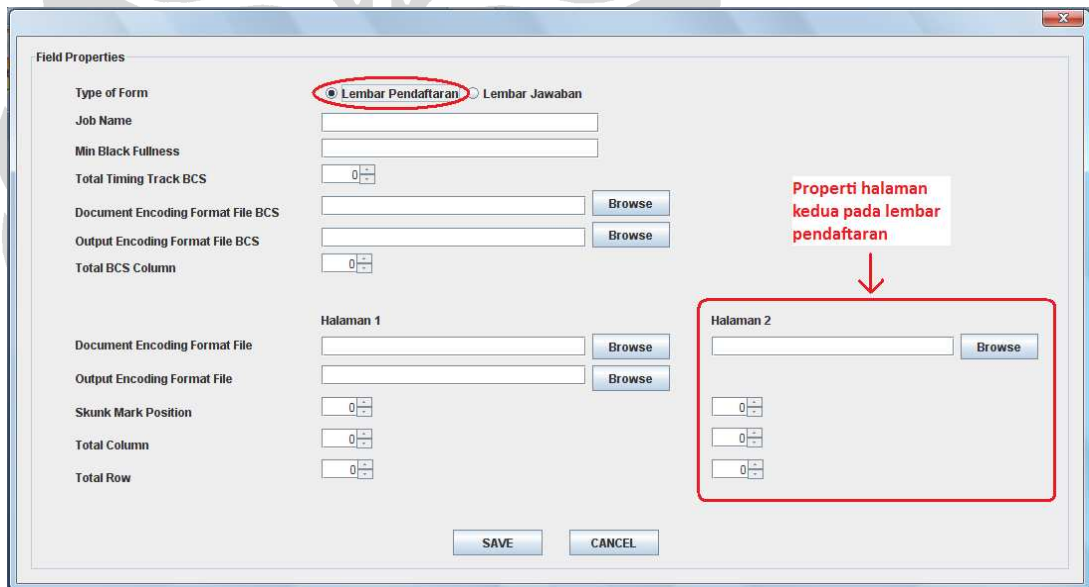 Field Properties
Type of Form Lembar Pendaftaran Lembar Jawaban
Job Name
Min Black Fullness
Total Timing Track BCS 0
Document Encoding Format File BCS Browse
Output Encoding Format File BCS Browse
Total BCS Column 0
Properti halaman
kedua pada lembar
pendaftaran
Halaman 1 Halaman 2
Document Encoding Format File Browse Browse
Output Encoding Format File Browse
Skunk Mark Position 0 0
Total Column 0 0
Total Row 0 0
SAVE CANCEL